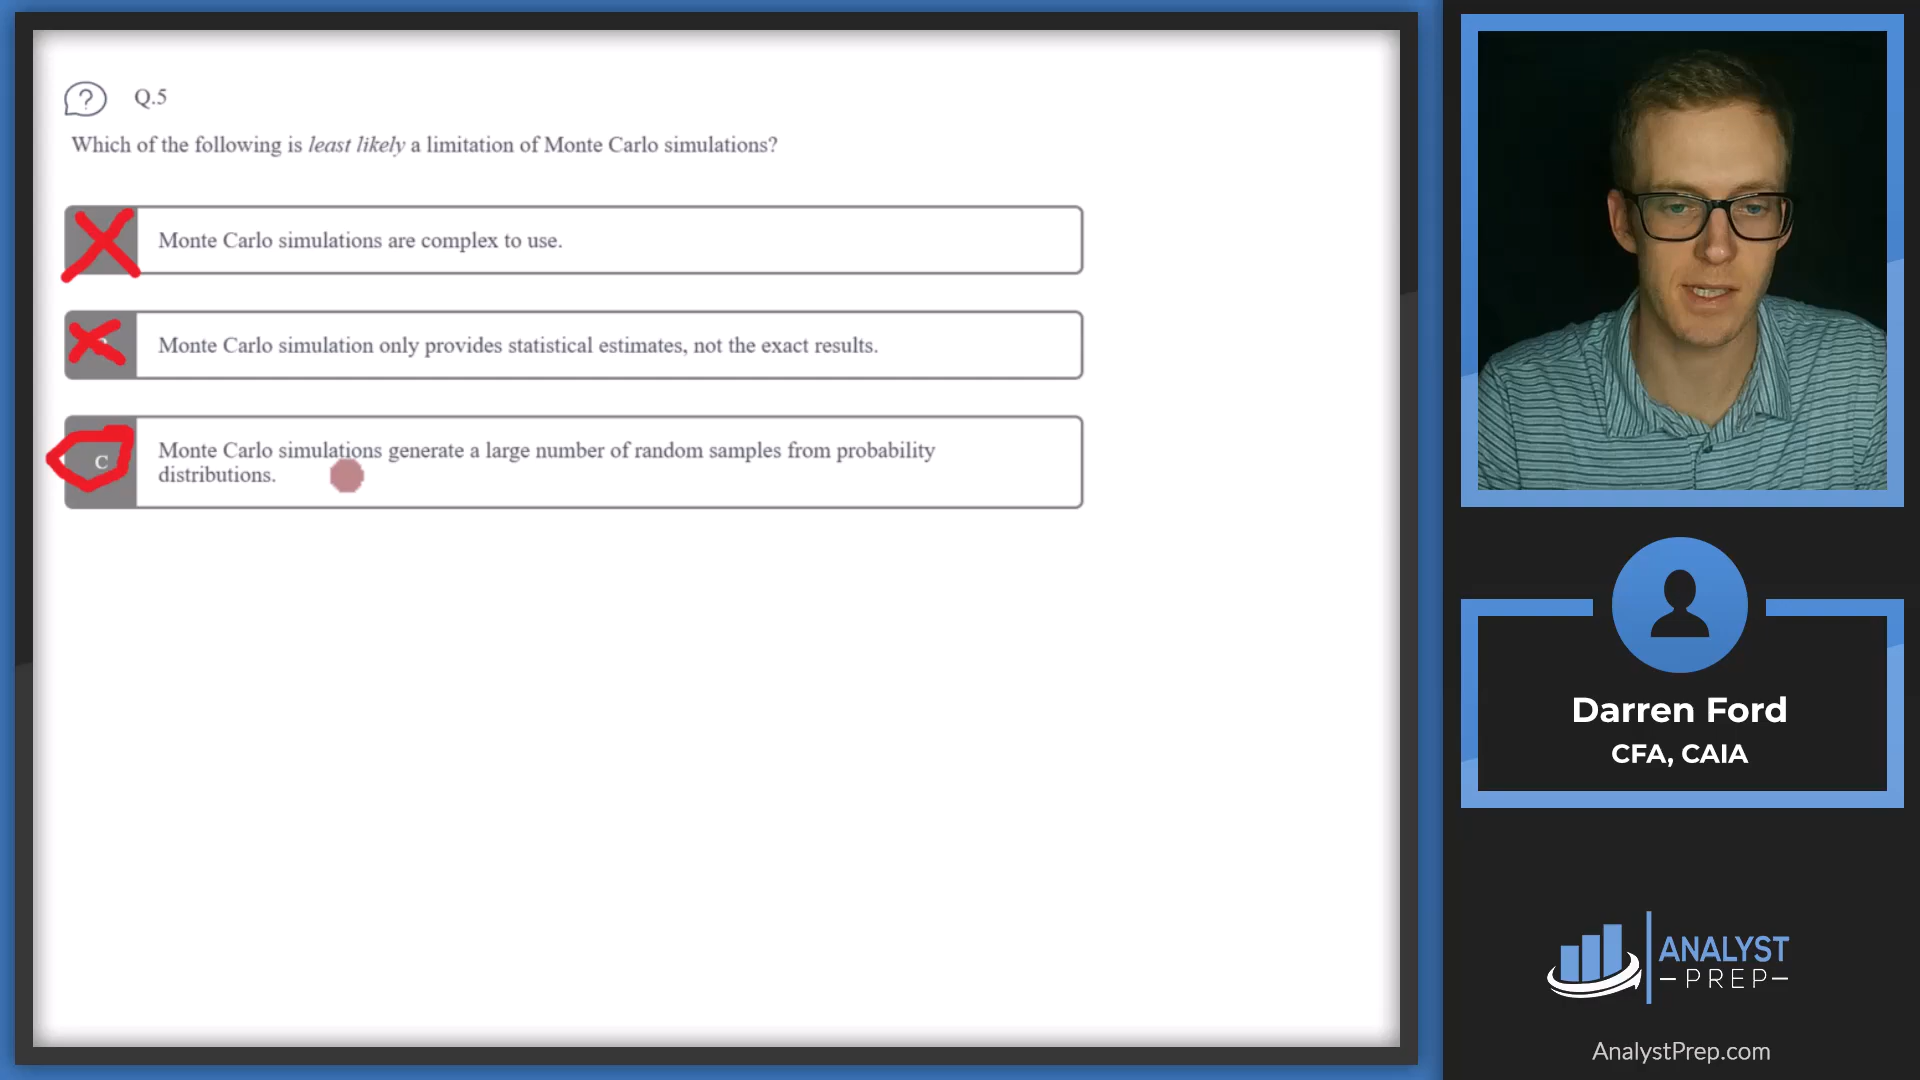 Q.5
Which of the following is least likely a limitation of Monte Carlo simulations?
Monte Carlo simulations are complex to use.
Monte Carlo simulation only provides statistical estimates, not the exact results.
C
Monte Carlo simulations generate a large number of random samples from probability
distributions.
Darren Ford
CFA, CAIA
ANALYST
PREP
AnalystPrep.com